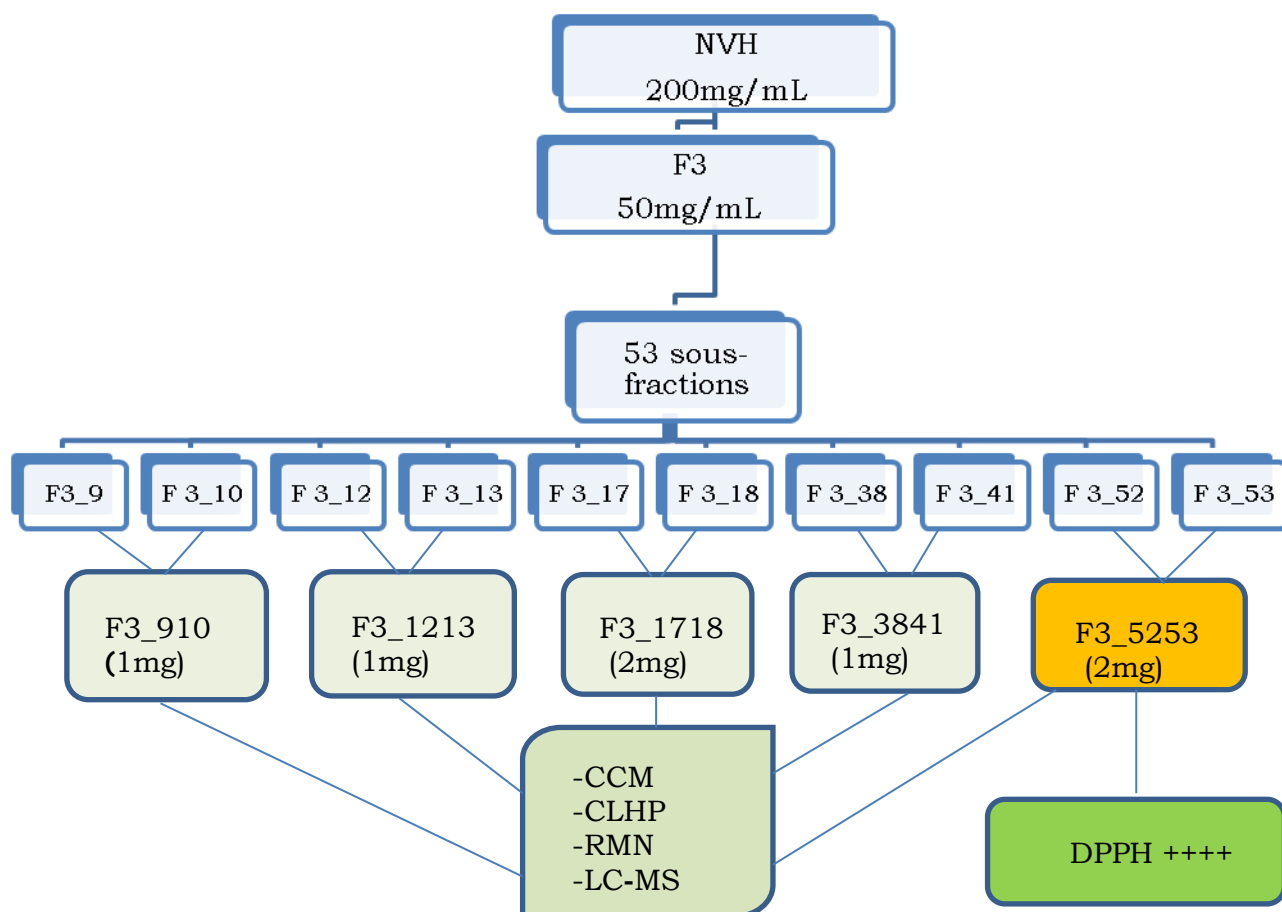 NVH
200mg/mL
F3
50mg/mL
53 sous-
fractions
F3_9
F 3_10
F 3_12
F 3_13
F 3_17
F 3_18
F 3_38
F 3_41
F 3_52
F 3_53
F3_910
(1mg)
F3_1213
(1mg)
F3_1718
(2mg)
F3_3841
(1mg)
F3_5253
(2mg)
-CCM
-CLHP
-RMN
-LC-MS
DPPH ++++